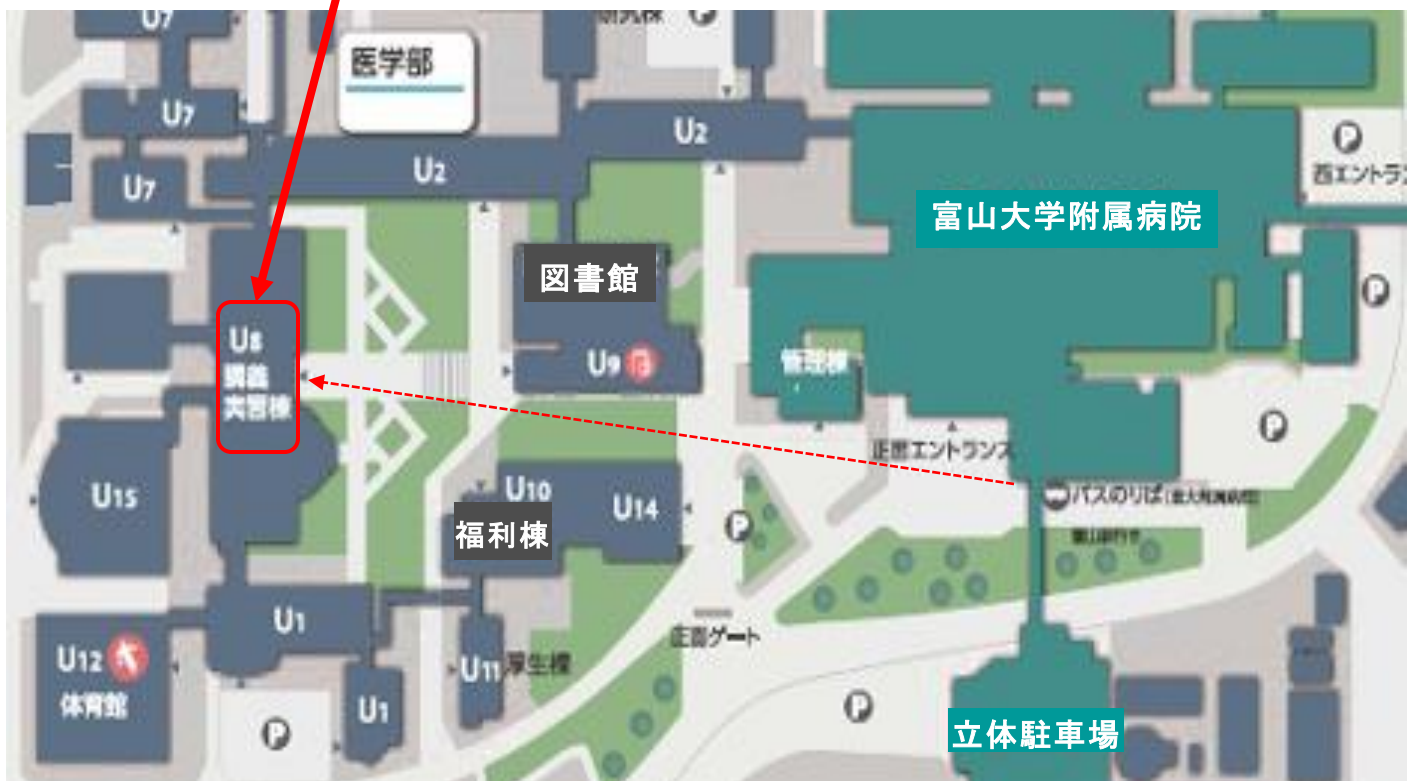 U7
研究棟 P
医学部
U7
U2
U2
P
西エントラン
U7
富山大学附属病院
図書館
P
U8
講義
実習棟
U9
管理棟
P
正面エントランス
U15
U10
U14
バスのりば
福利棟
P
U1
正面ゲート
U12
体育館
U11 厚生棟
U1
P
P
立体駐車場